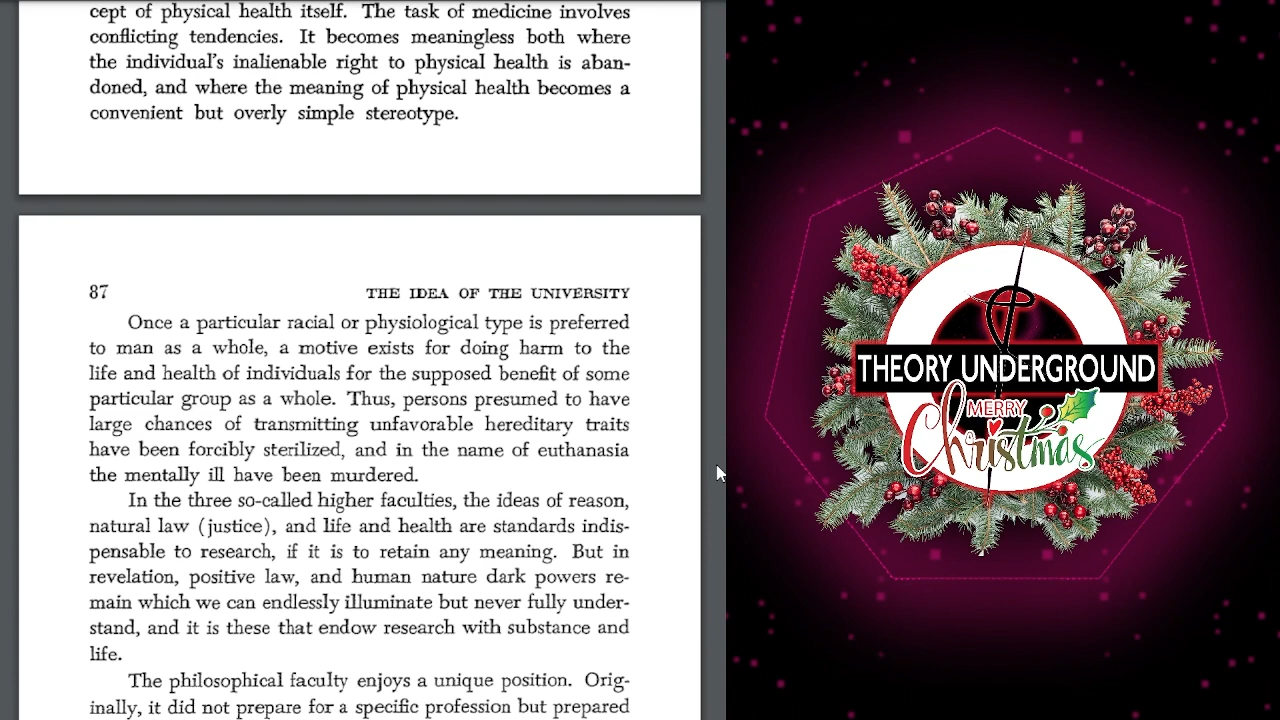 cept of physical health itself. The task of medicine involves
conflicting tendencies. It becomes meaningless both where
the individual's inalienable right to physical health is aban-
doned, and where the meaning of physical health becomes a
convenient but overly simple stereotype.
87 THE IDEA OF THE UNIVERSITY
Once a particular racial or physiological type is preferred
to man as a whole, a motive exists for doing harm to the
life and health of individuals for the supposed benefit of some
particular group as a whole. Thus, persons presumed to have
large chances of transmitting unfavorable hereditary traits
have been forcibly sterilized, and in the name of euthanasia
the mentally ill have been murdered.
In the three so-called higher faculties, the ideas of reason,
natural law (justice), and life and health are standards indis-
pensable to research, if it is to retain any meaning. But in
revelation, positive law, and human nature dark powers re-
main which we can endlessly illuminate but never fully under-
stand, and it is these that endow research with substance and
life.
The philosophical faculty enjoys a unique position. Orig-
inally, it did not prepare for a specific profession but prepared
THEORY UNDERGROUND
MERRY
Christmas